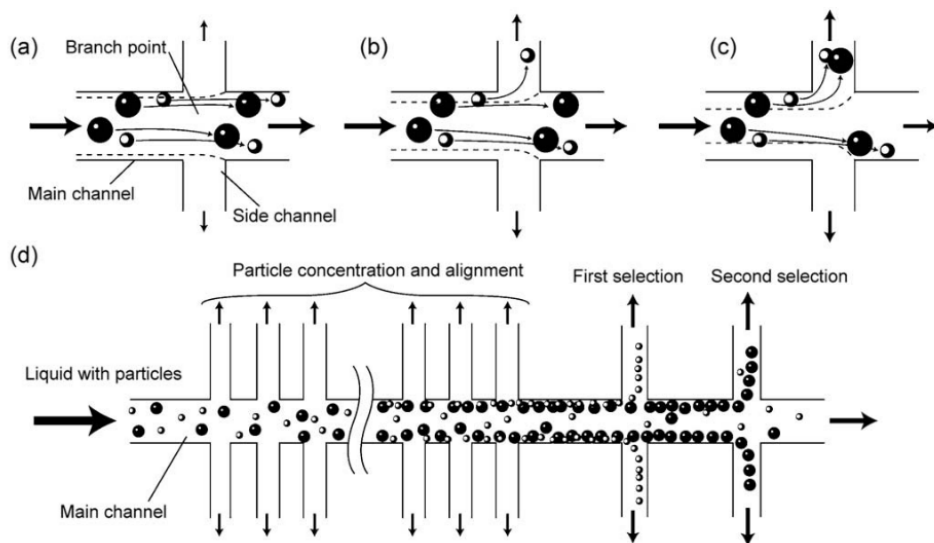 (a)
Branch point
(b)
(c)
Main channel
Side channel
(d)
Particle concentration and alignment
First selection
Second selection
Liquid with particles
Main channel